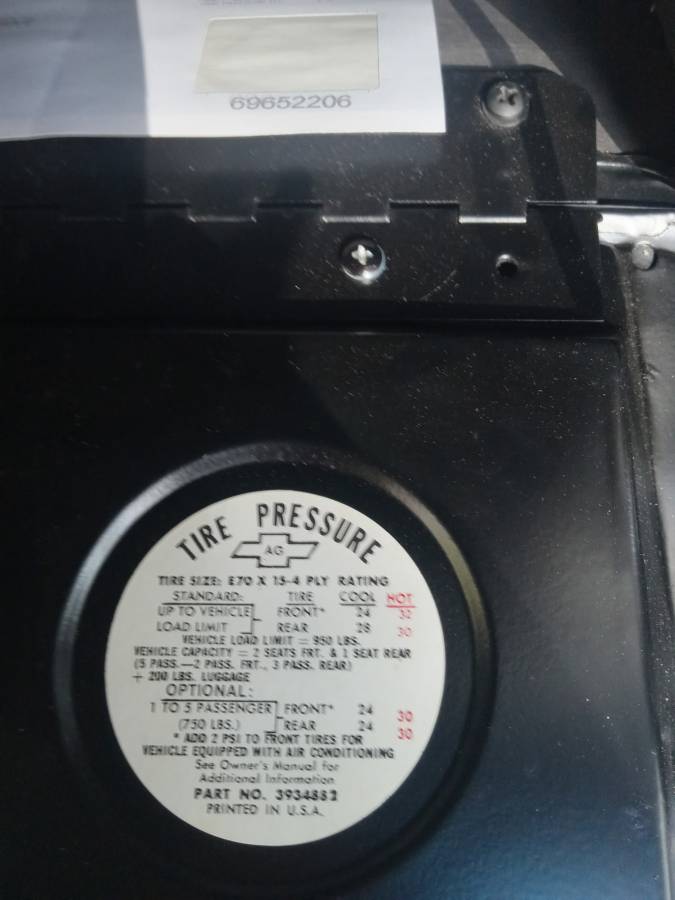 69652206
TIRE PRESSURE
AG
TIRE SIZE: E70 X 15-4 PLY RATING
STANDARD: TIRE COOL HOT
UP TO VEHICLE FRONT* 24 32
LOAD LIMIT REAR 28 30
VEHICLE LOAD LIMIT = 950 LBS.
VEHICLE CAPACITY = 2 SEATS FRT. & 1 SEAT REAR
(5 PASS.—2 PASS. FRT., 3 PASS. REAR)
+ 200 LBS. LUGGAGE
OPTIONAL:
1 TO 5 PASSENGER FRONT* 24 30
(750 LBS.) REAR 24 30
* ADD 2 PSI TO FRONT TIRES FOR
VEHICLE EQUIPPED WITH AIR CONDITIONING
See Owner's Manual for
Additional Information
PART NO. 3934882
PRINTED IN U.S.A.